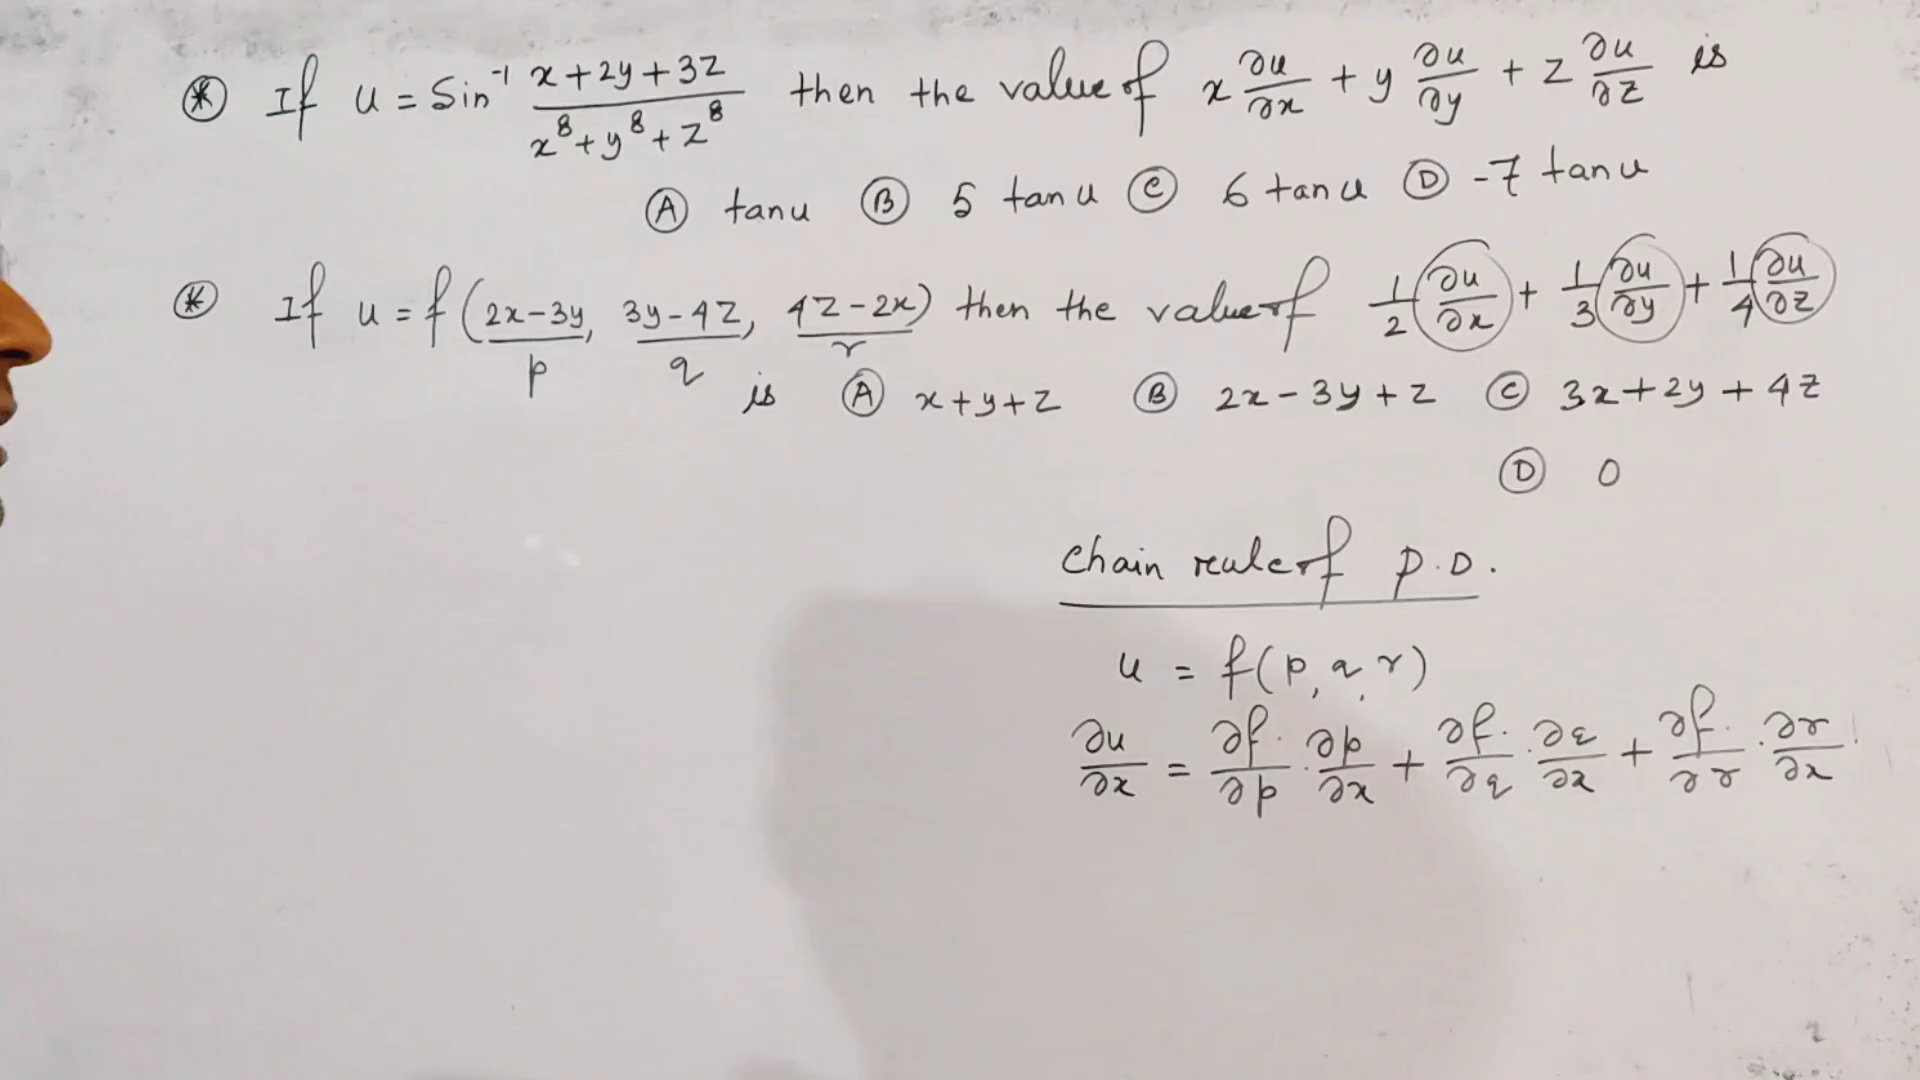 ⊛ If u = Sin⁻¹ (x+2y+3z)/(x⁸+y⁸+z⁸) then the value of x ∂u/∂x + y ∂u/∂y + z ∂u/∂z is
Ⓐ tan u Ⓑ 5 tan u Ⓒ 6 tan u Ⓓ -7 tan u
⊛ If u = f(2x-3y, 3y-4z, 4z-2x) then the value of 1/2 ∂u/∂x + 1/3 ∂u/∂y + 1/4 ∂u/∂z
p q r
is Ⓐ x+y+z Ⓑ 2x-3y+z Ⓒ 3x+2y+4z
Ⓓ 0
Chain rule of P.D.
u = f(p, q, r)
∂u/∂x = ∂f/∂p · ∂p/∂x + ∂f/∂q · ∂q/∂x + ∂f/∂r · ∂r/∂x